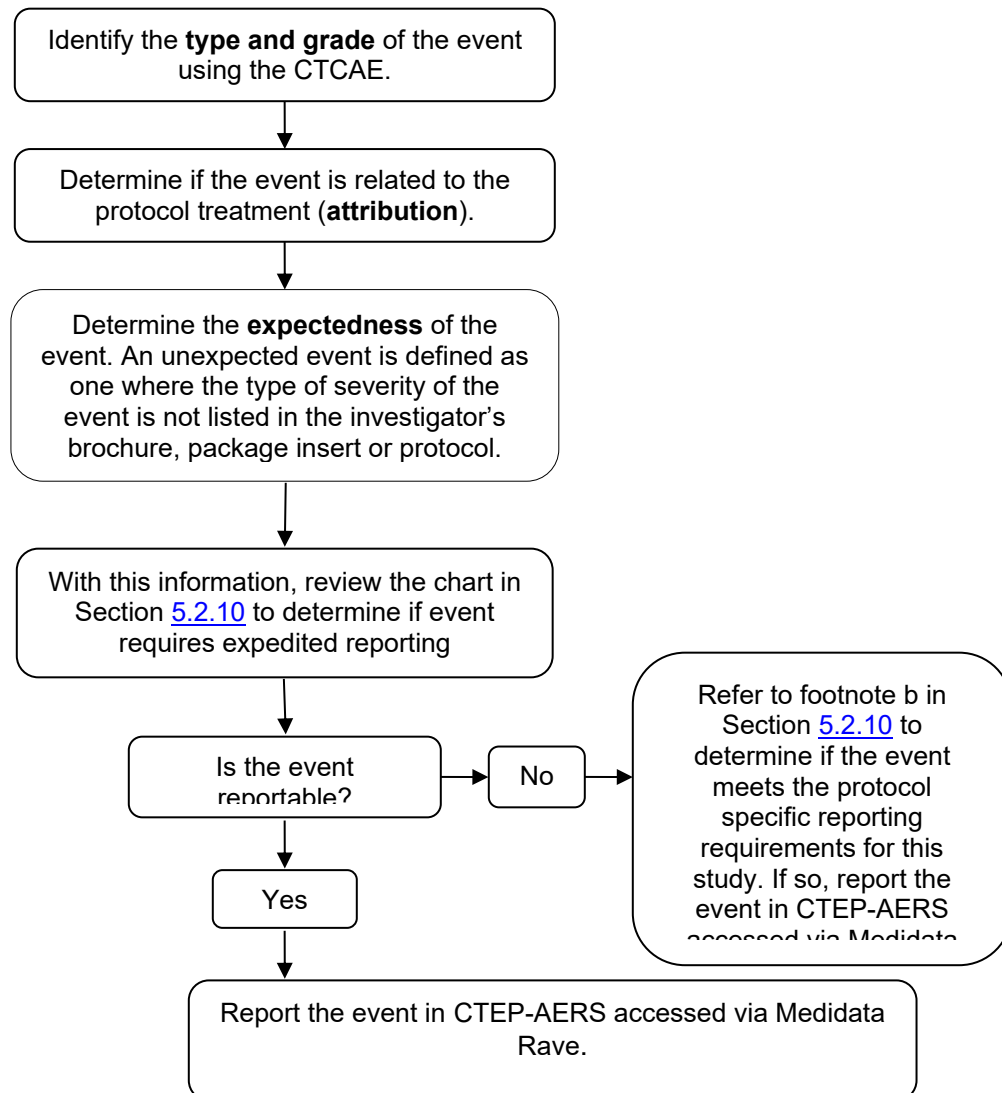 Identify the type and grade of the event
using the CTCAE.
Determine if the event is related to the
protocol treatment (attribution).
Determine the expectedness of the
event. An unexpected event is defined as
one where the type of severity of the
event is not listed in the investigator’s
brochure, package insert or protocol.
With this information, review the chart in
Section 5.2.10 to determine if event
requires expedited reporting
Is the event
reportable?
No
Refer to footnote b in
Section 5.2.10 to
determine if the event
meets the protocol
specific reporting
requirements for this
study. If so, report the
event in CTEP-AERS
accessed via Medidata
Yes
Report the event in CTEP-AERS accessed via Medidata
Rave.